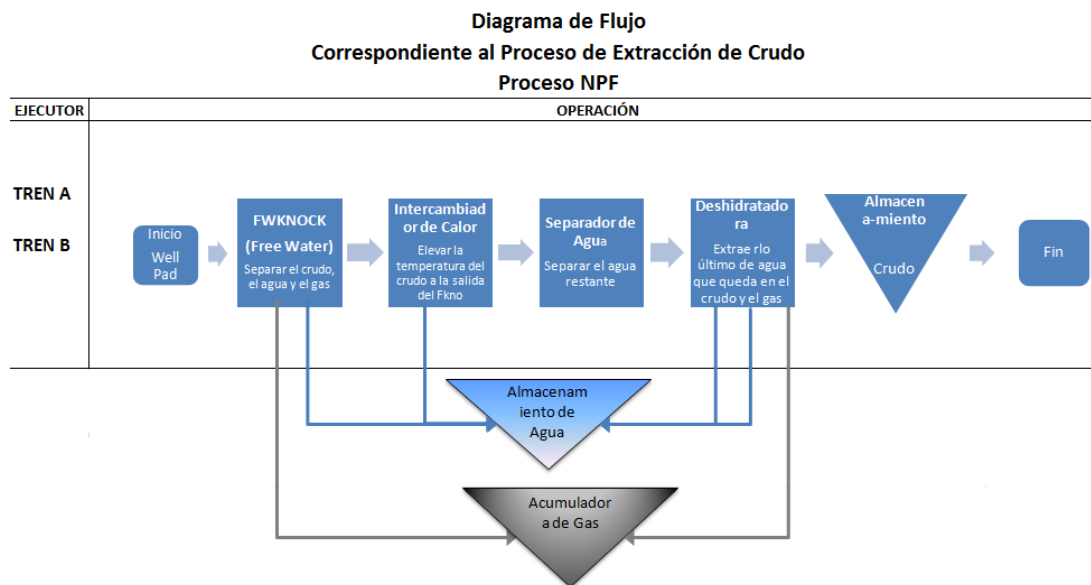 Diagrama de Flujo
Correspondiente al Proceso de Extracción de Crudo
Proceso NPF
EJECUTOR
OPERACIÓN
TREN A
TREN B
Inicio
Well
Pad
FWKNOCK
(Free Water)
Separar el crudo,
el agua y el gas
Intercambiad
or de Calor
Elevar la
temperatura del
crudo a la salida
del Fkno
Separador de
Agua
Separar el agua
restante
Deshidratado
ra
Extrae rlo
último de agua
que queda en el
crudo y el gas
Almacen
a-miento
Crudo
Fin
Almacenam
iento de
Agua
Acumulador
a de Gas